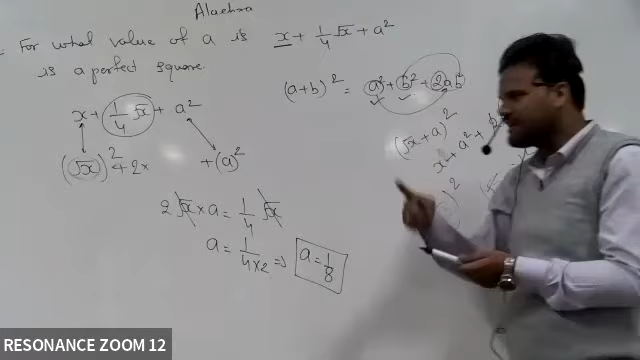 Algebra
For what value of a is x + 1/4 √x + a²
is a perfect square.
(a+b)² = a² + b² + 2ab
x + 1/4 √x + a²
(√x)² + 2× + (a)²
(√x + a)²
x + a² +
2 √x × a = 1/4 √x
a = 1/4×2 ⇒ a = 1/8
RESONANCE ZOOM 12